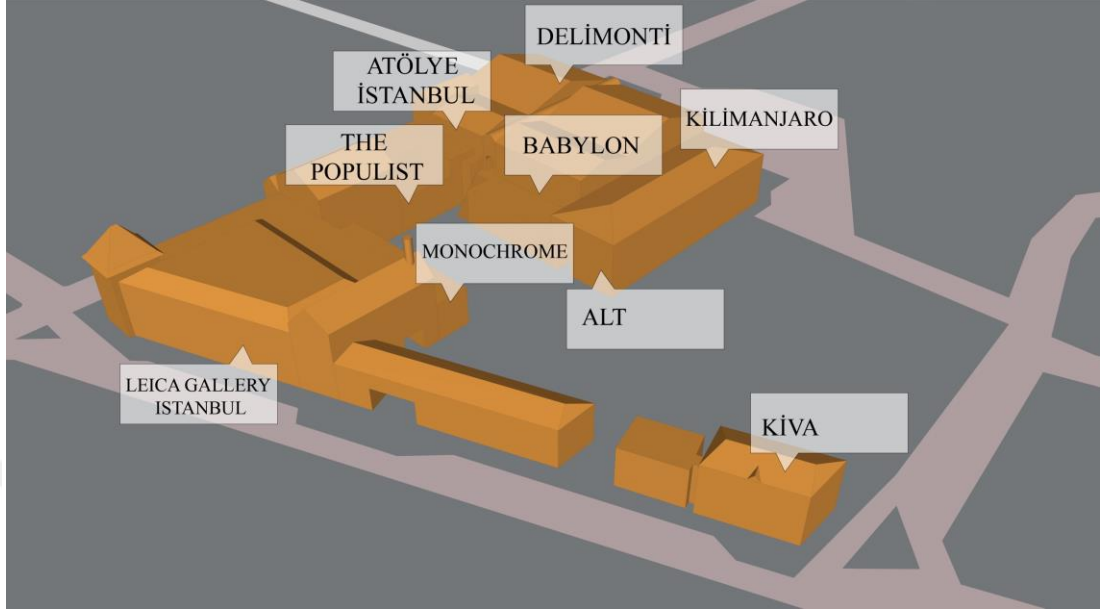 DELİMONTİ
ATÖLYE
İSTANBUL
KİLİMANJARO
THE
POPULIST
BABYLON
MONOCHROME
ALT
LEICA GALLERY
ISTANBUL
KİVA